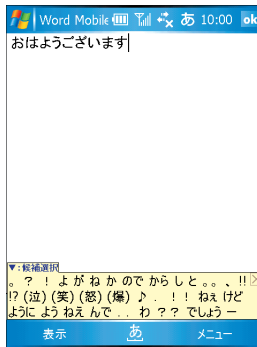 Word Mobile あ 10:00 ok
おはようございます
▼:候補選択
。 ? ! よ が ね か ので から し と 。。 、 !!
!? (泣) (笑) (怒) (爆) ♪ . ! ! ねぇ けど
ように よう ねえ んで . . わ ? ? でしょう ー
表示 あ メニュー